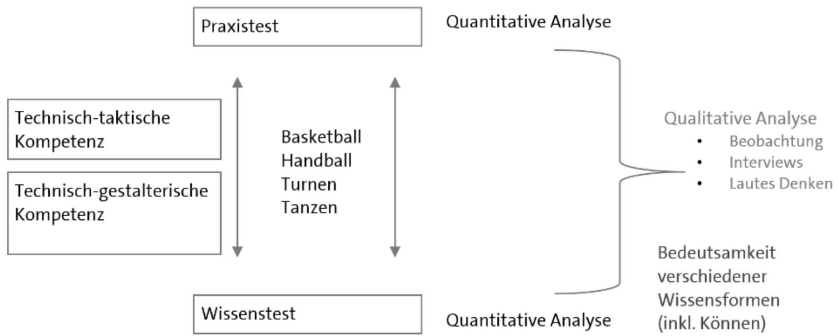 Praxistest
Quantitative Analyse
Technisch-taktische
Kompetenz
Technisch-gestalterische
Kompetenz
Basketball
Handball
Turnen
Tanzen
Qualitative Analyse
• Beobachtung
• Interviews
• Lautes Denken
Bedeutsamkeit
verschiedener
Wissensformen
(inkl. Können)
Wissenstest
Quantitative Analyse